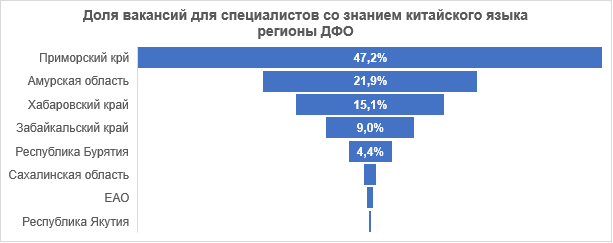 Доля вакансий для специалистов со знанием китайского языка
регионы ДФО
Приморский крй 47,2%
Амурская область 21,9%
Хабаровский край 15,1%
Забайкальский край 9,0%
Республика Бурятия 4,4%
Сахалинская область
ЕАО
Республика Якутия